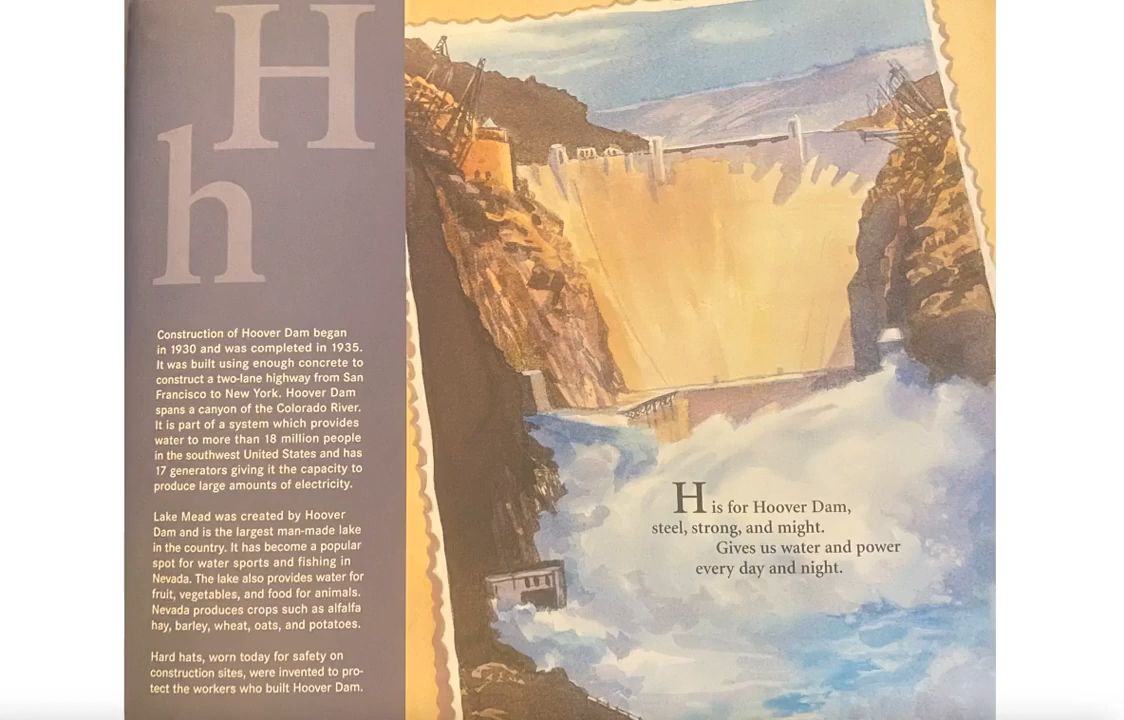 H
h
Construction of Hoover Dam began
in 1930 and was completed in 1935.
It was built using enough concrete to
construct a two-lane highway from San
Francisco to New York. Hoover Dam
spans a canyon of the Colorado River.
It is part of a system which provides
water to more than 18 million people
in the southwest United States and has
17 generators giving it the capacity to
produce large amounts of electricity.
Lake Mead was created by Hoover
Dam and is the largest man-made lake
in the country. It has become a popular
spot for water sports and fishing in
Nevada. The lake also provides water for
fruit, vegetables, and food for animals.
Nevada produces crops such as alfalfa
hay, barley, wheat, oats, and potatoes.
Hard hats, worn today for safety on
construction sites, were invented to pro-
tect the workers who built Hoover Dam.
H is for Hoover Dam,
steel, strong, and might.
Gives us water and power
every day and night.